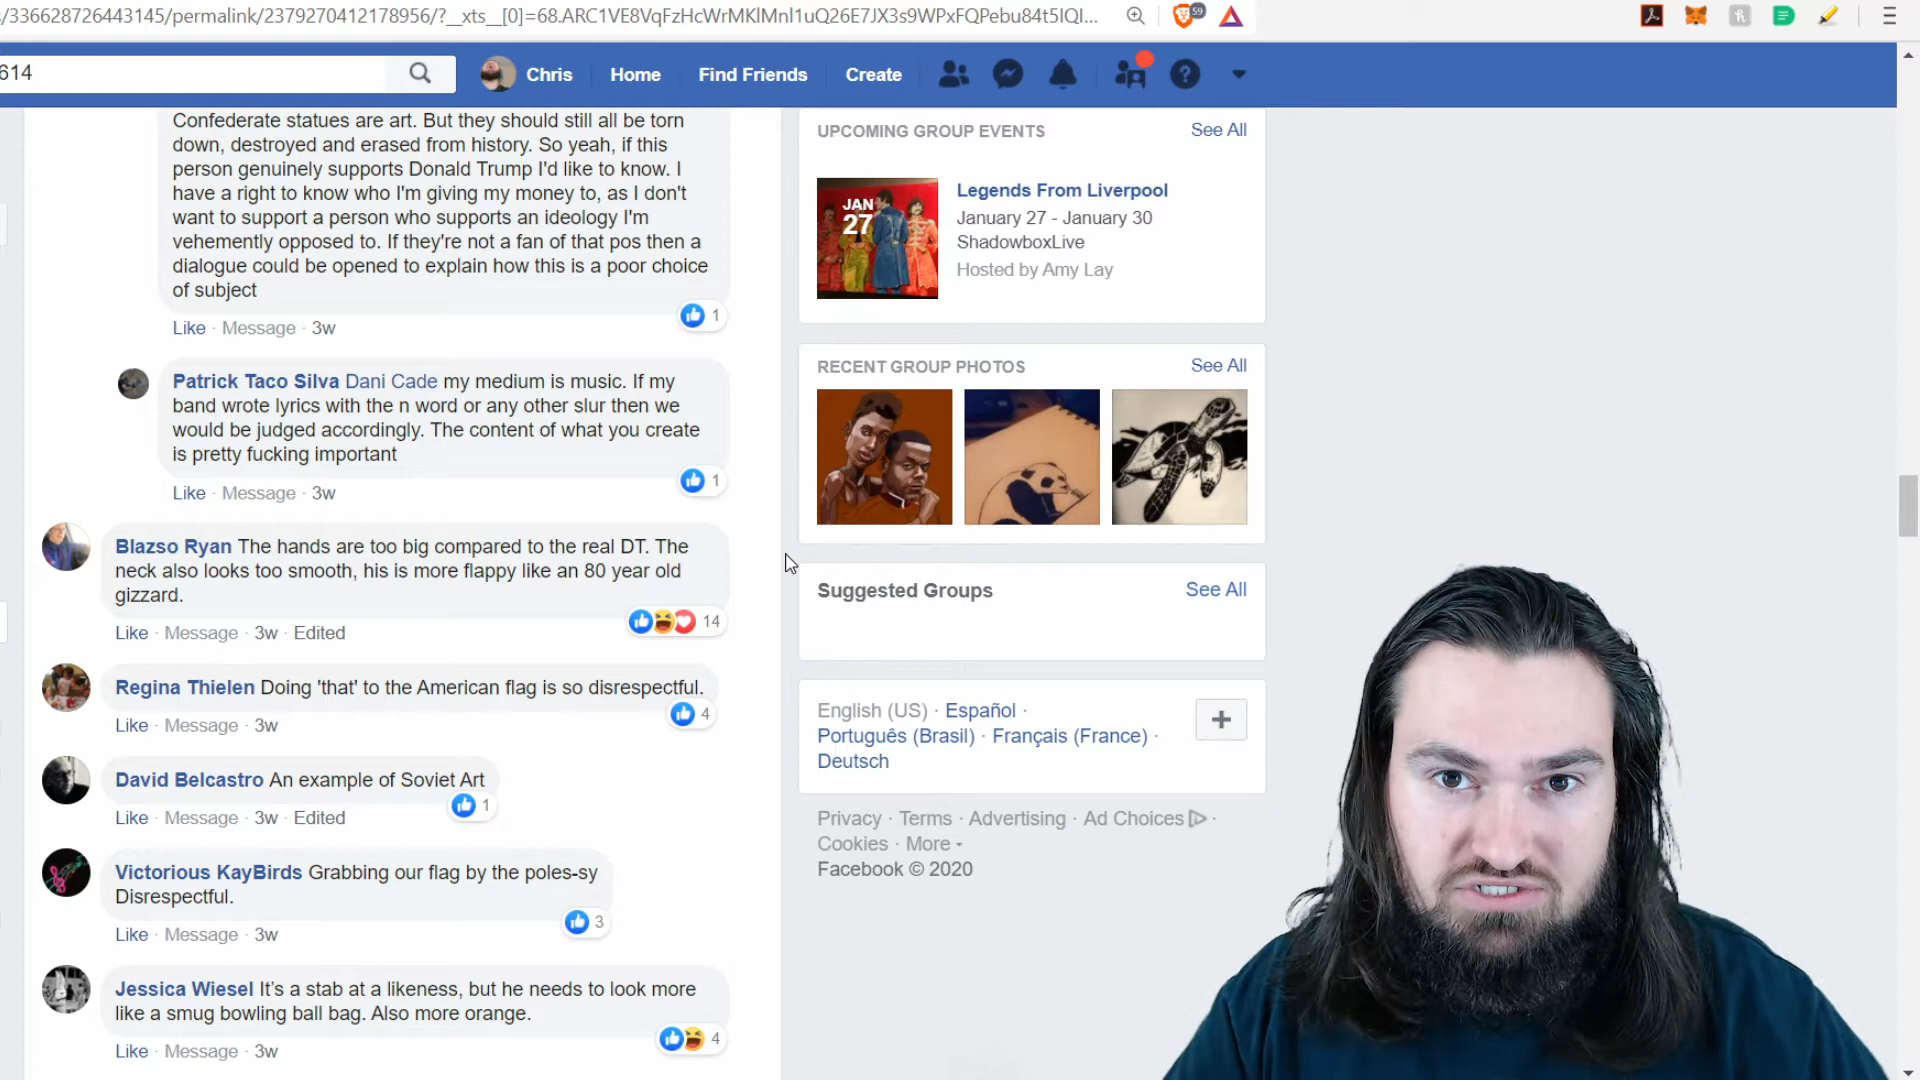 /336628726443145/permalink/2379270412178956/?__xts__[0]=68.ARC1VE8VqFzHcWrMKlMnl1uQ26E7JX3s9WPxFQPebu84t5IQI...
59
614
Chris
Home
Find Friends
Create
Confederate statues are art. But they should still all be torn
down, destroyed and erased from history. So yeah, if this
person genuinely supports Donald Trump I'd like to know. I
have a right to know who I'm giving my money to, as I don't
want to support a person who supports an ideology I'm
vehemently opposed to. If they're not a fan of that pos then a
dialogue could be opened to explain how this is a poor choice
of subject
1
Like · Message · 3w
Patrick Taco Silva Dani Cade my medium is music. If my
band wrote lyrics with the n word or any other slur then we
would be judged accordingly. The content of what you create
is pretty fucking important
1
Like · Message · 3w
Blazso Ryan The hands are too big compared to the real DT. The
neck also looks too smooth, his is more flappy like an 80 year old
gizzard.
14
Like · Message · 3w · Edited
Regina Thielen Doing 'that' to the American flag is so disrespectful.
4
Like · Message · 3w
David Belcastro An example of Soviet Art
1
Like · Message · 3w · Edited
Victorious KayBirds Grabbing our flag by the poles-sy
Disrespectful.
3
Like · Message · 3w
Jessica Wiesel It's a stab at a likeness, but he needs to look more
like a smug bowling ball bag. Also more orange.
4
Like · Message · 3w
UPCOMING GROUP EVENTS
See All
JAN
27
Legends From Liverpool
January 27 - January 30
ShadowboxLive
Hosted by Amy Lay
RECENT GROUP PHOTOS
See All
Suggested Groups
See All
English (US) · Español ·
Português (Brasil) · Français (France) ·
Deutsch
Privacy · Terms · Advertising · Ad Choices ·
Cookies · More
Facebook © 2020